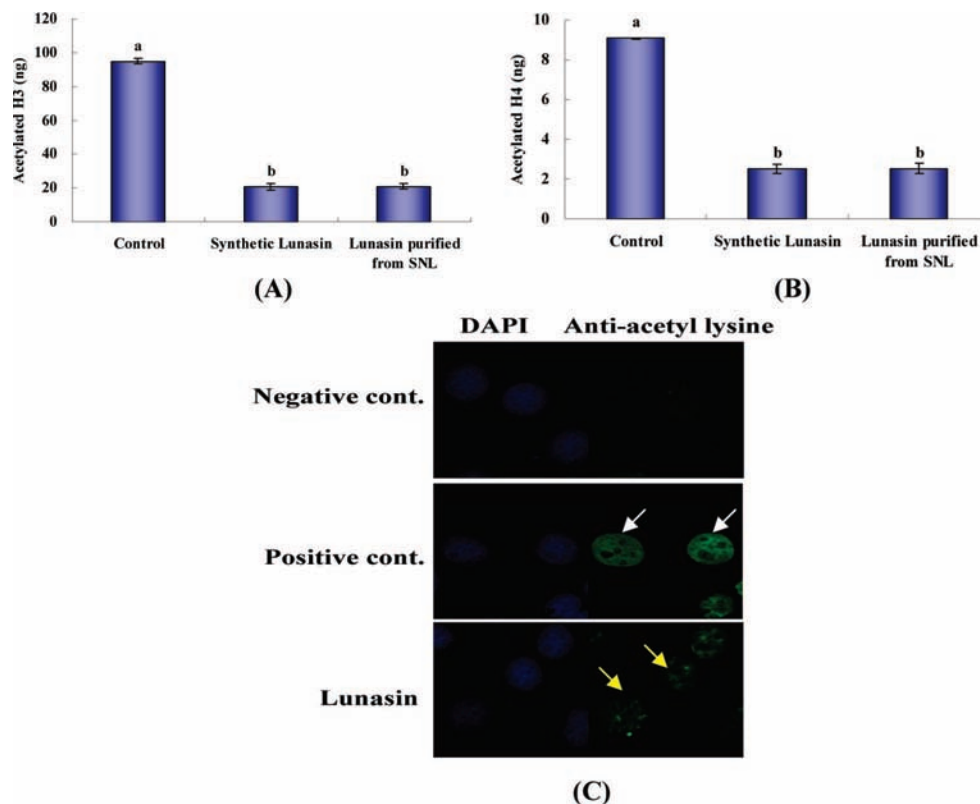 120
100
80
60
40
20
0
Acetylated H3 (ng)
a
b
b
Control
Synthetic Lunasin
Lunasin purified
from SNL
(A)
10
8
6
4
2
0
Acetylated H4 (ng)
a
b
b
Control
Synthetic Lunasin
Lunasin purified
from SNL
(B)
DAPI Anti-acetyl lysine
Negative cont.
Positive cont.
Lunasin
(C)